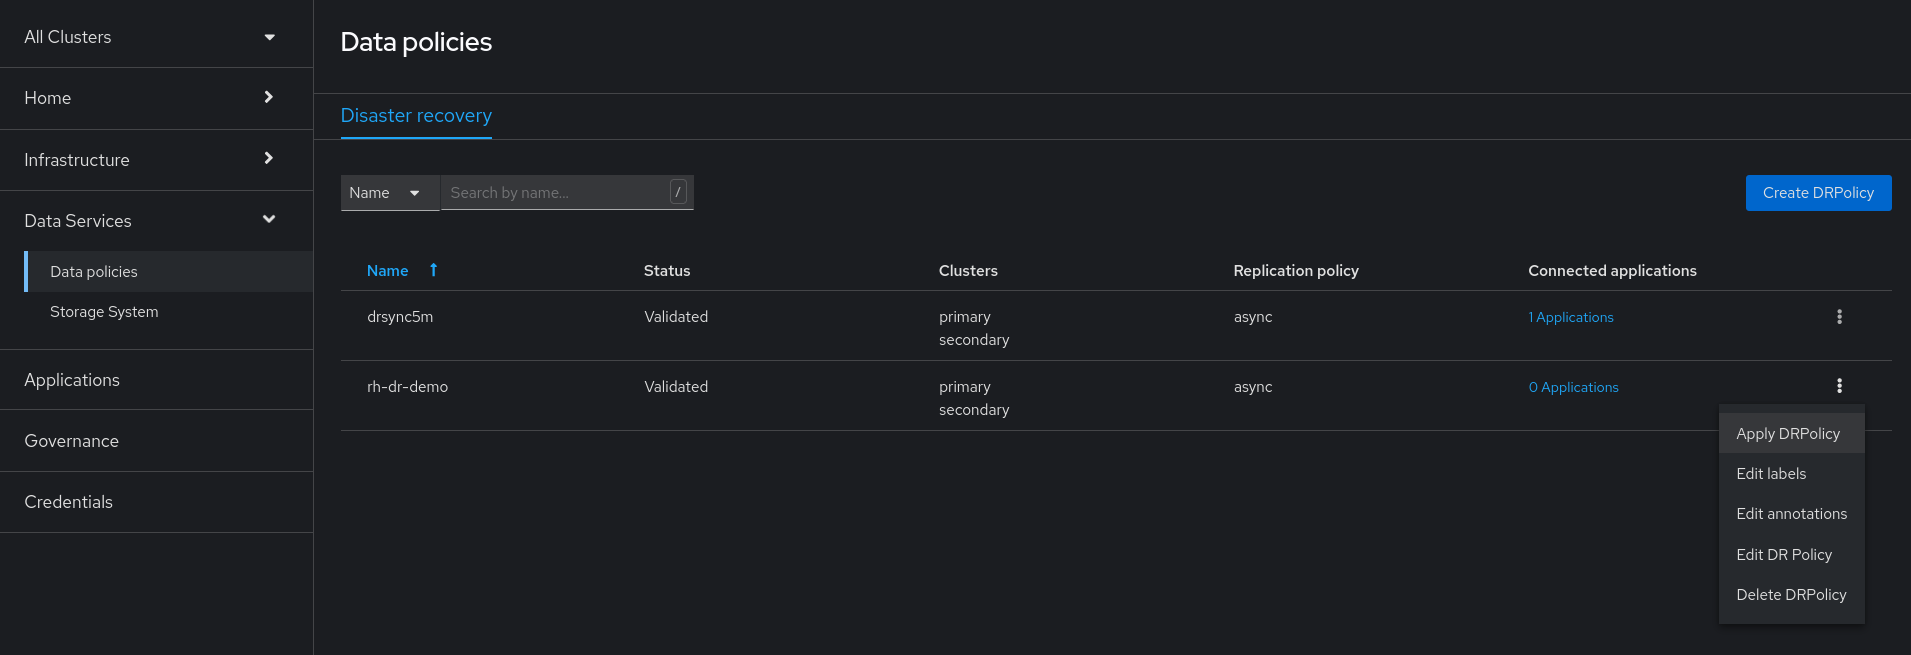 All Clusters
Home
Infrastructure
Data Services
Data policies
Storage System
Applications
Governance
Credentials
Data policies
Disaster recovery
Name Search by name... /
Create DRPolicy
Name Status Clusters Replication policy Connected applications
drsync5m Validated primary async 1 Applications
secondary
rh-dr-demo Validated primary async 0 Applications
secondary
Apply DRPolicy
Edit labels
Edit annotations
Edit DR Policy
Delete DRPolicy